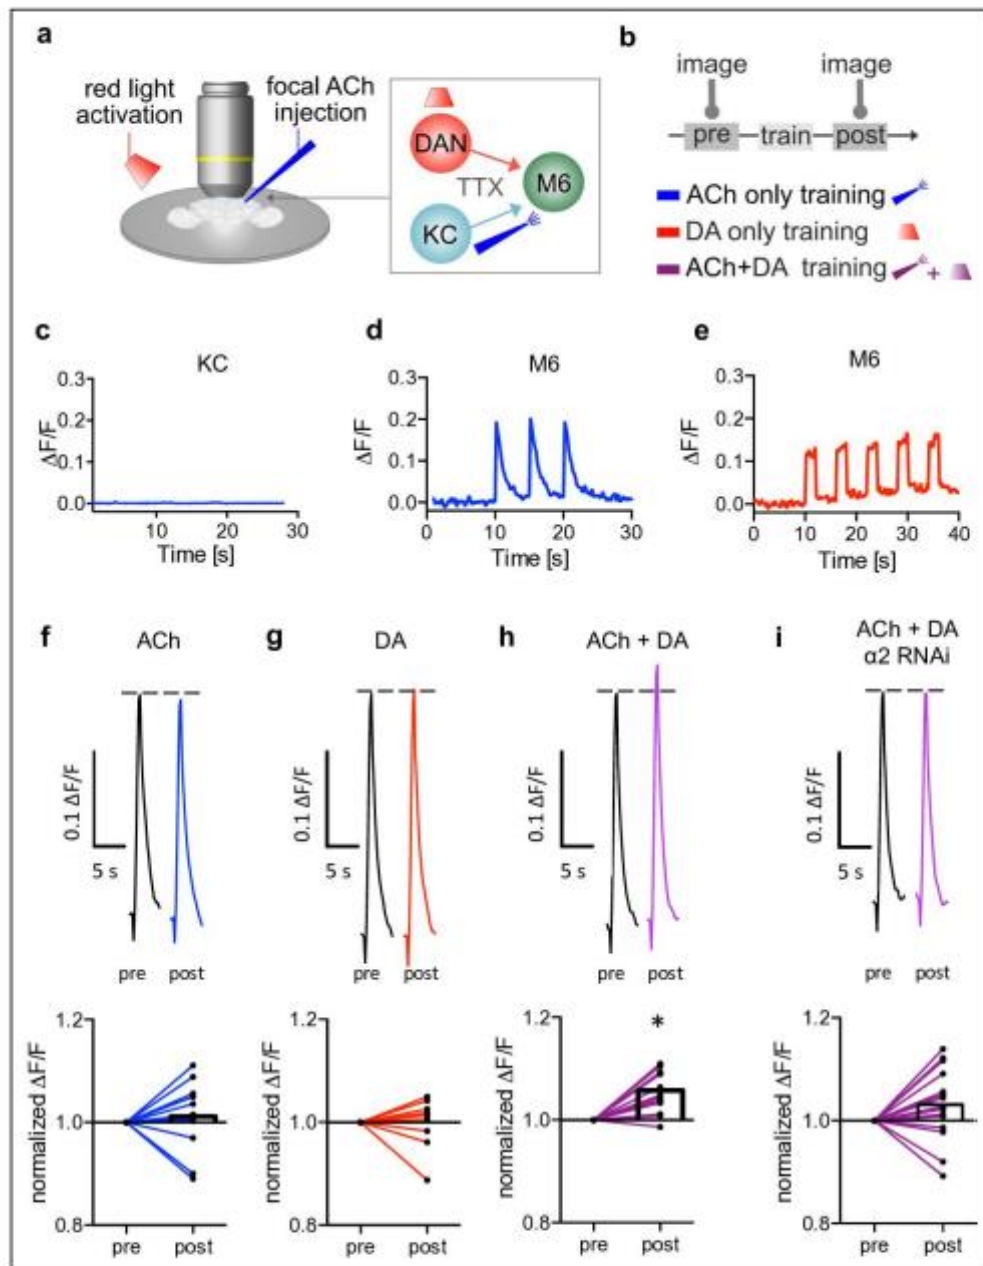 a
red light
activation
focal ACh
injection
DAN
TTX
M6
KC
b
image
image
pre
train
post
ACh only training
DA only training
ACh+DA training
+
c
KC
ΔF/F
0.3
0.2
0.1
0.0
10
20
30
Time [s]
d
M6
ΔF/F
0.3
0.2
0.1
0.0
0
10
20
30
Time [s]
e
M6
ΔF/F
0.3
0.2
0.1
0.0
0
10
20
30
40
Time [s]
f
ACh
0.1 ΔF/F
5 s
pre
post
normalized ΔF/F
1.2
1.0
0.8
pre
post
g
DA
0.1 ΔF/F
5 s
pre
post
normalized ΔF/F
1.2
1.0
0.8
pre
post
h
ACh + DA
0.1 ΔF/F
5 s
pre
post
normalized ΔF/F
1.2
1.0
0.8
*
pre
post
i
ACh + DA
α2 RNAi
0.1 ΔF/F
5 s
pre
post
normalized ΔF/F
1.2
1.0
0.8
pre
post